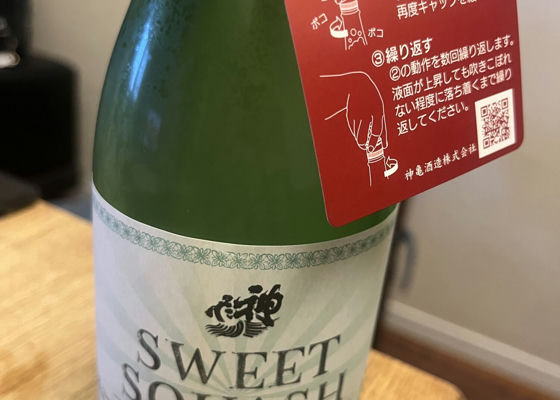 ポコ
ポコ
再度キャップを
③繰り返す
②の動作を数回繰り返します。
液面が上昇しても吹きこぼれ
ない程度に落ち着くまで繰り
返してください。
神亀酒造株式会社
SWEET
SQUASH